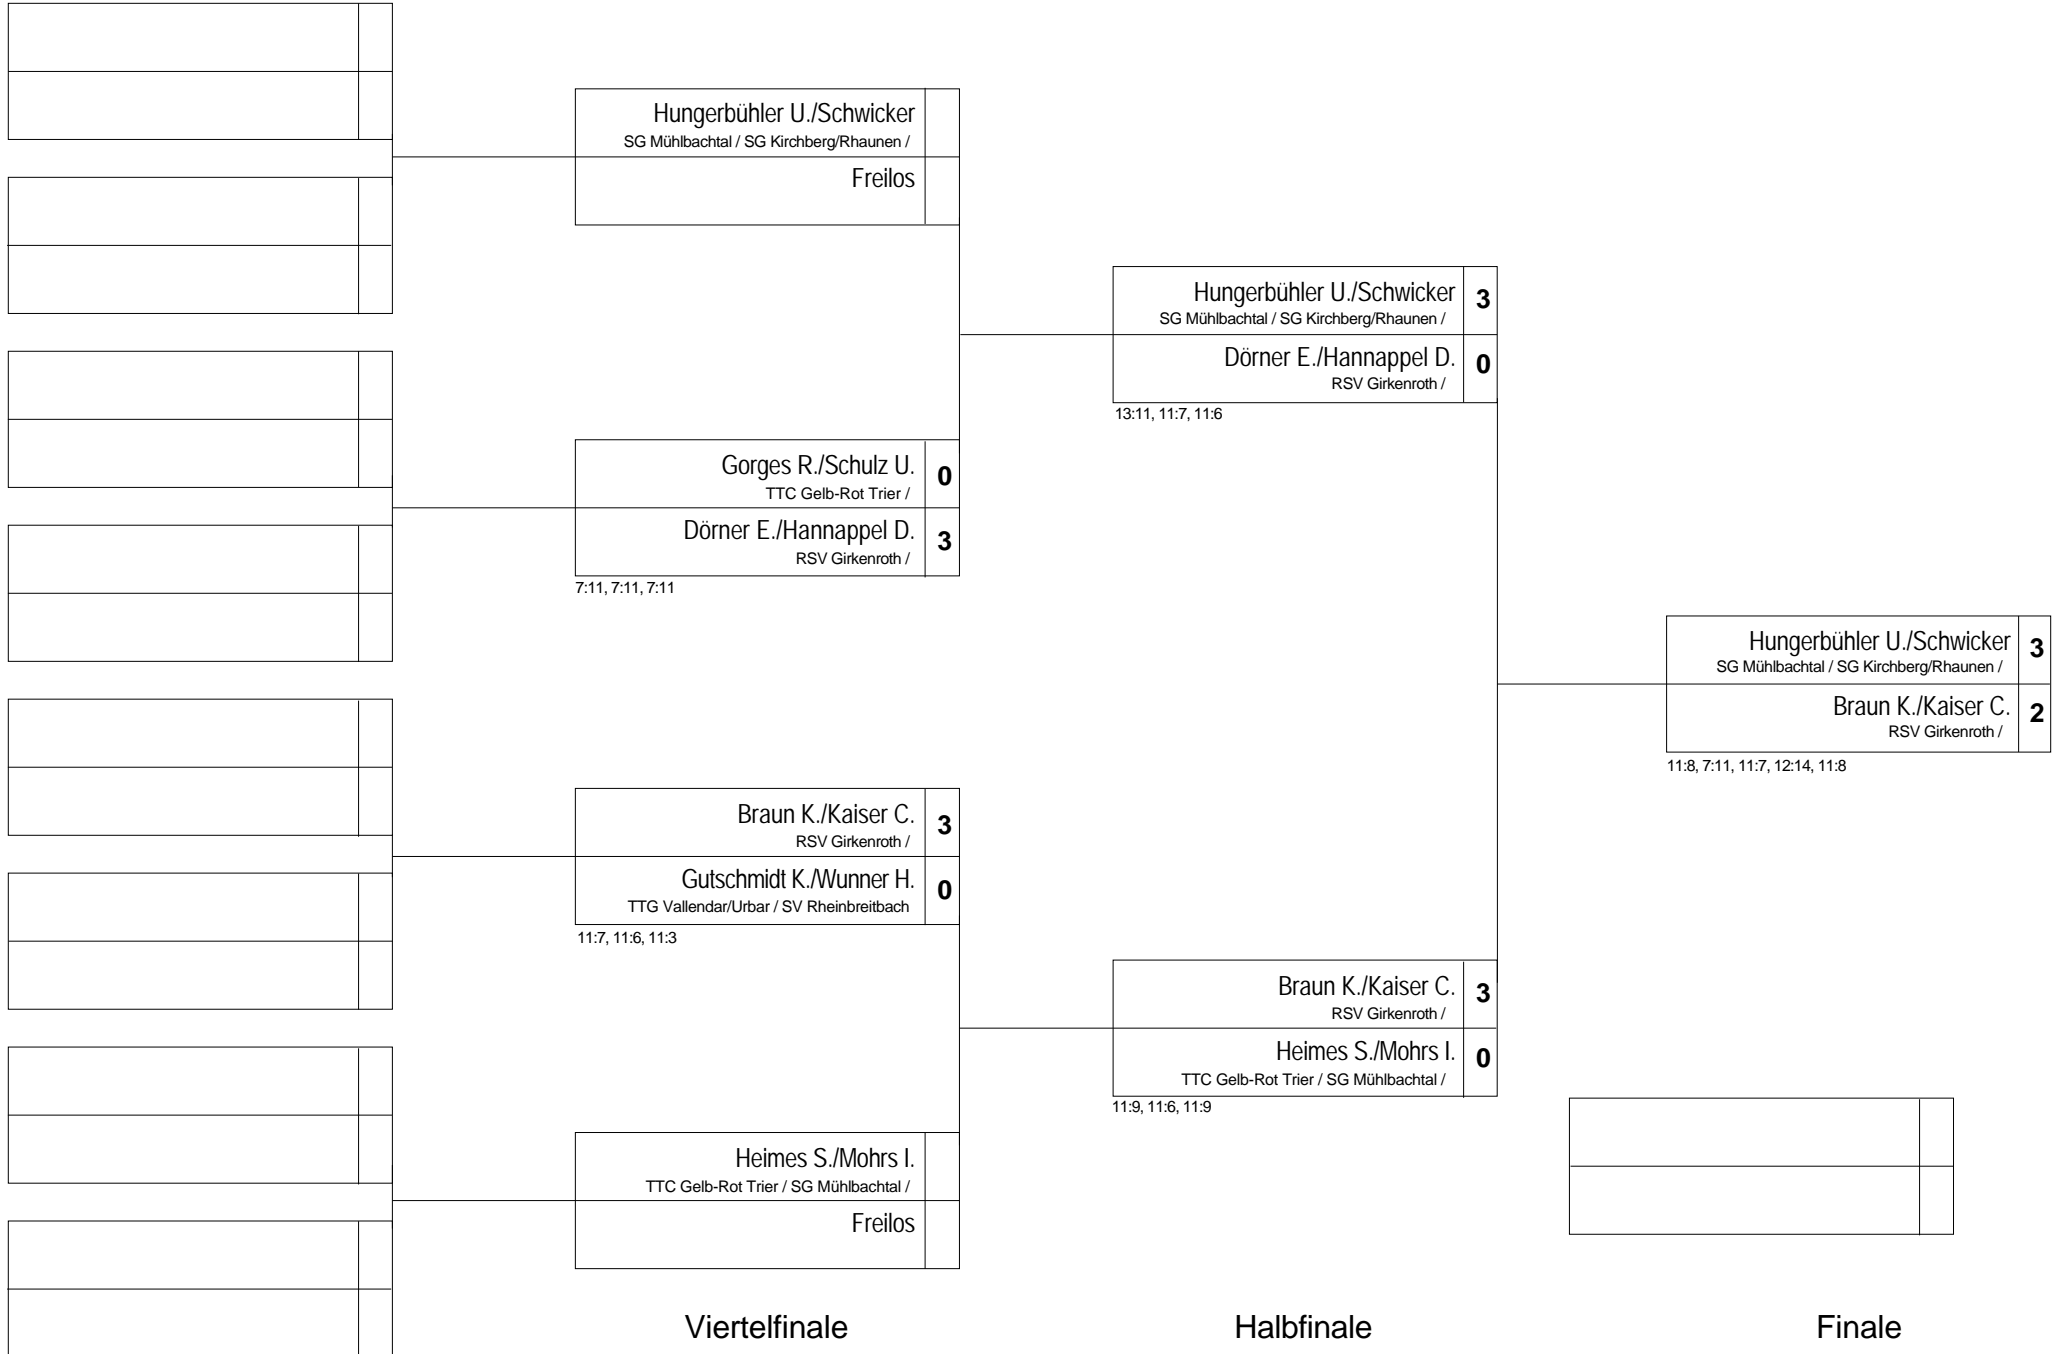 Hungerbühler U./Schwicker
SG Mühlbachtal / SG Kirchberg/Rhaunen /
Freilos
Gorges R./Schulz U. 0
TTC Gelb-Rot Trier /
Dörner E./Hannappel D. 3
RSV Girkenroth /
7:11, 7:11, 7:11
Braun K./Kaiser C. 3
RSV Girkenroth /
Gutschmidt K./Wunner H. 0
TTG Vallendar/Urbar / SV Rheinbreitbach
11:7, 11:6, 11:3
Heimes S./Mohrs I.
TTC Gelb-Rot Trier / SG Mühlbachtal /
Freilos
Viertelfinale
Hungerbühler U./Schwicker 3
SG Mühlbachtal / SG Kirchberg/Rhaunen /
Dörner E./Hannappel D. 0
RSV Girkenroth /
13:11, 11:7, 11:6
Braun K./Kaiser C. 3
RSV Girkenroth /
Heimes S./Mohrs I. 0
TTC Gelb-Rot Trier / SG Mühlbachtal /
11:9, 11:6, 11:9
Halbfinale
Hungerbühler U./Schwicker 3
SG Mühlbachtal / SG Kirchberg/Rhaunen /
Braun K./Kaiser C. 2
RSV Girkenroth /
11:8, 7:11, 11:7, 12:14, 11:8
Finale